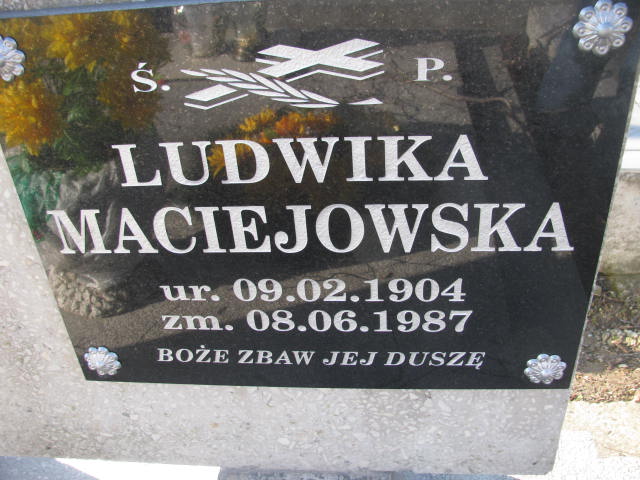 Ś. P.
LUDWIKA
MACIEJOWSKA
ur. 09.02.1904
zm. 08.06.1987
BOŻE ZBAW JEJ DUSZĘ